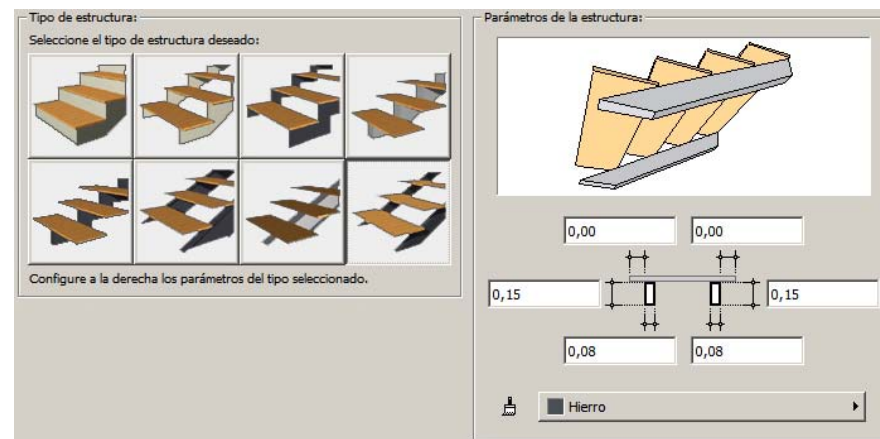 Tipo de estructura:
Seleccione el tipo de estructura deseado:
Configure a la derecha los parámetros del tipo seleccionado.
Parámetros de la estructura:
0,00 0,00
0,15 0,15
0,08 0,08
Hierro